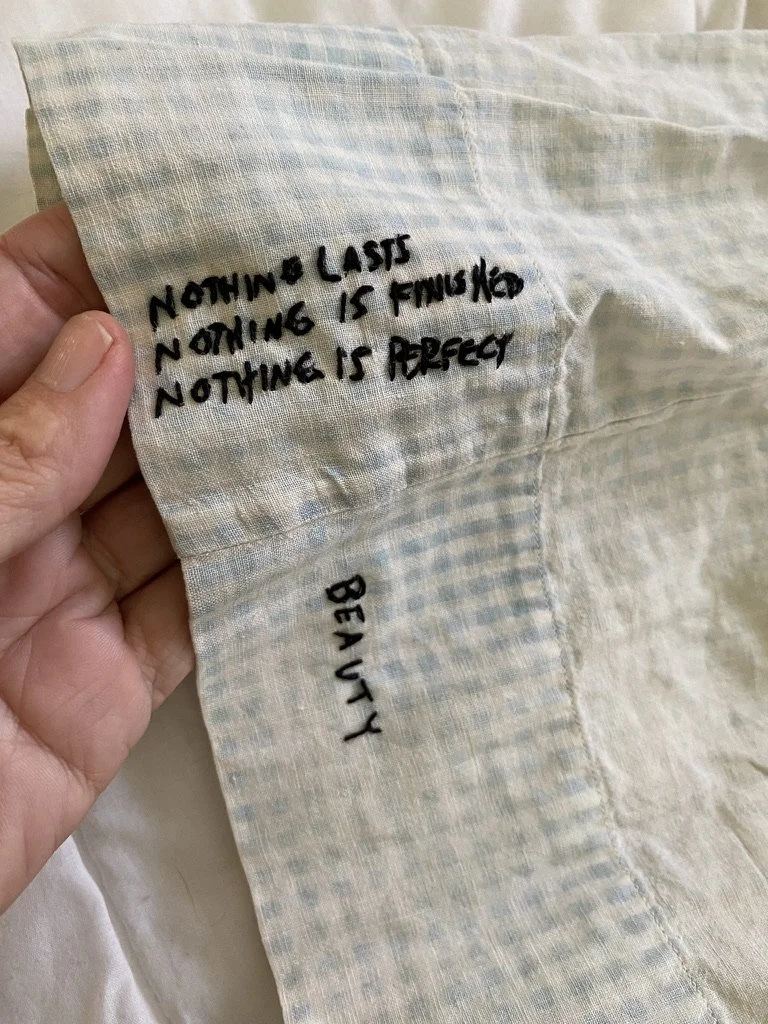 NOTHING LASTS
NOTHING IS FINISHED
NOTHING IS PERFECT
BEAUTY